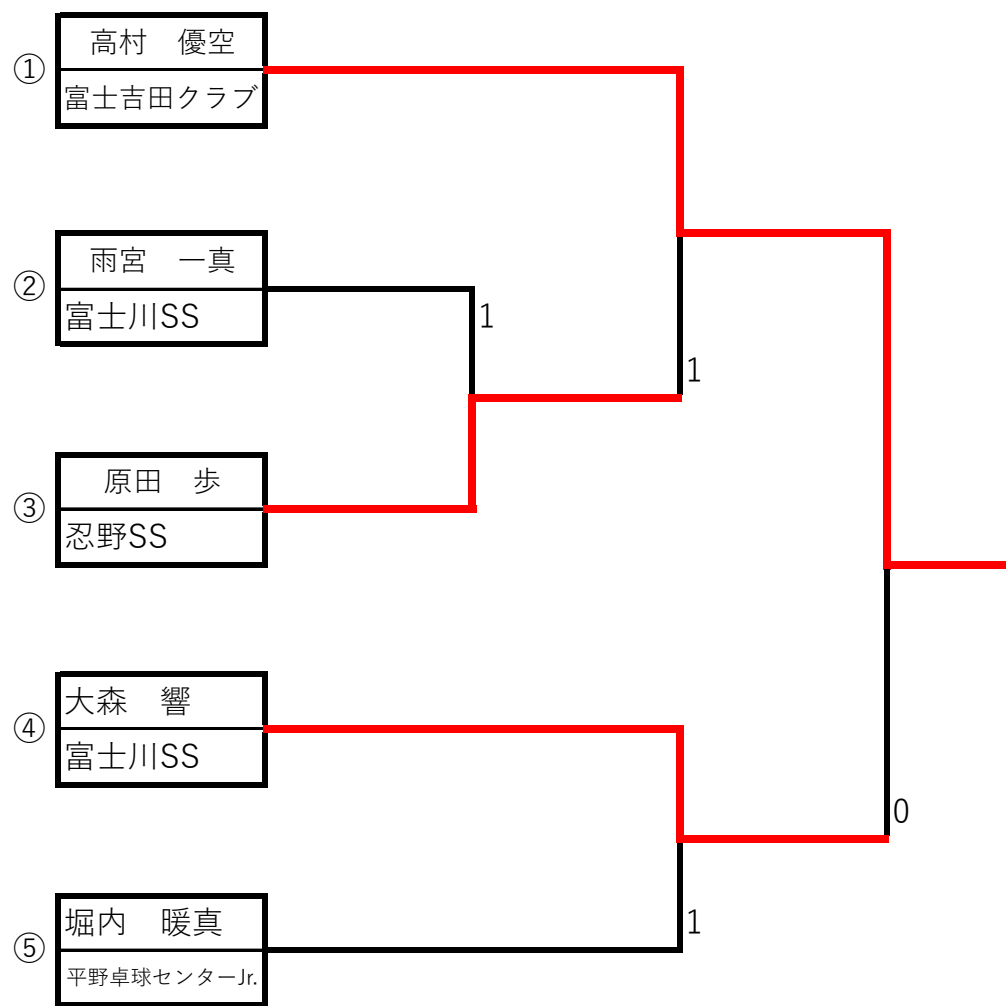 ① 高村　優空
富士吉田クラブ
② 雨宮　一真
富士川SS
1
1
③ 原田　歩
忍野SS
④ 大森　響
富士川SS
0
⑤ 堀内　暖真
1
平野卓球センターJr.